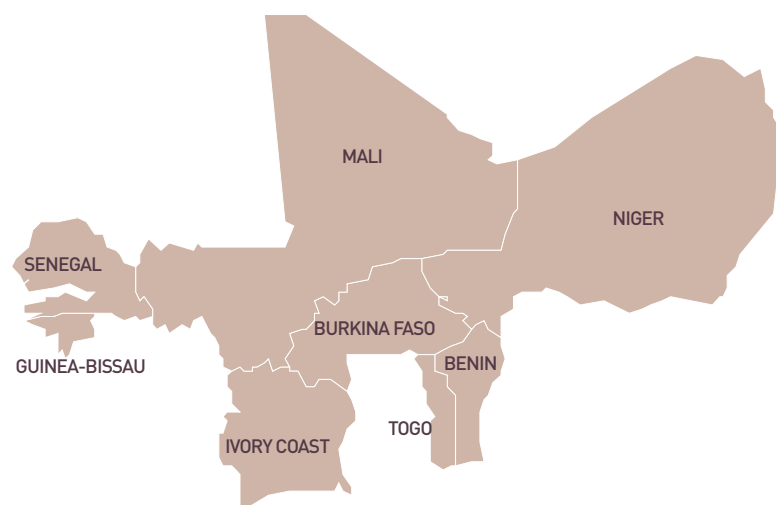 MALI
NIGER
SENEGAL
BURKINA FASO
GUINEA-BISSAU
BENIN
TOGO
IVORY COAST